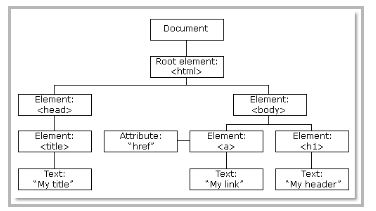 Document
Root element:
<html>
Element:
<head>
Element:
<body>
Element:
<title>
Attribute:
"href"
Element:
<a>
Element:
<h1>
Text:
"My title"
Text:
"My link"
Text:
"My header"